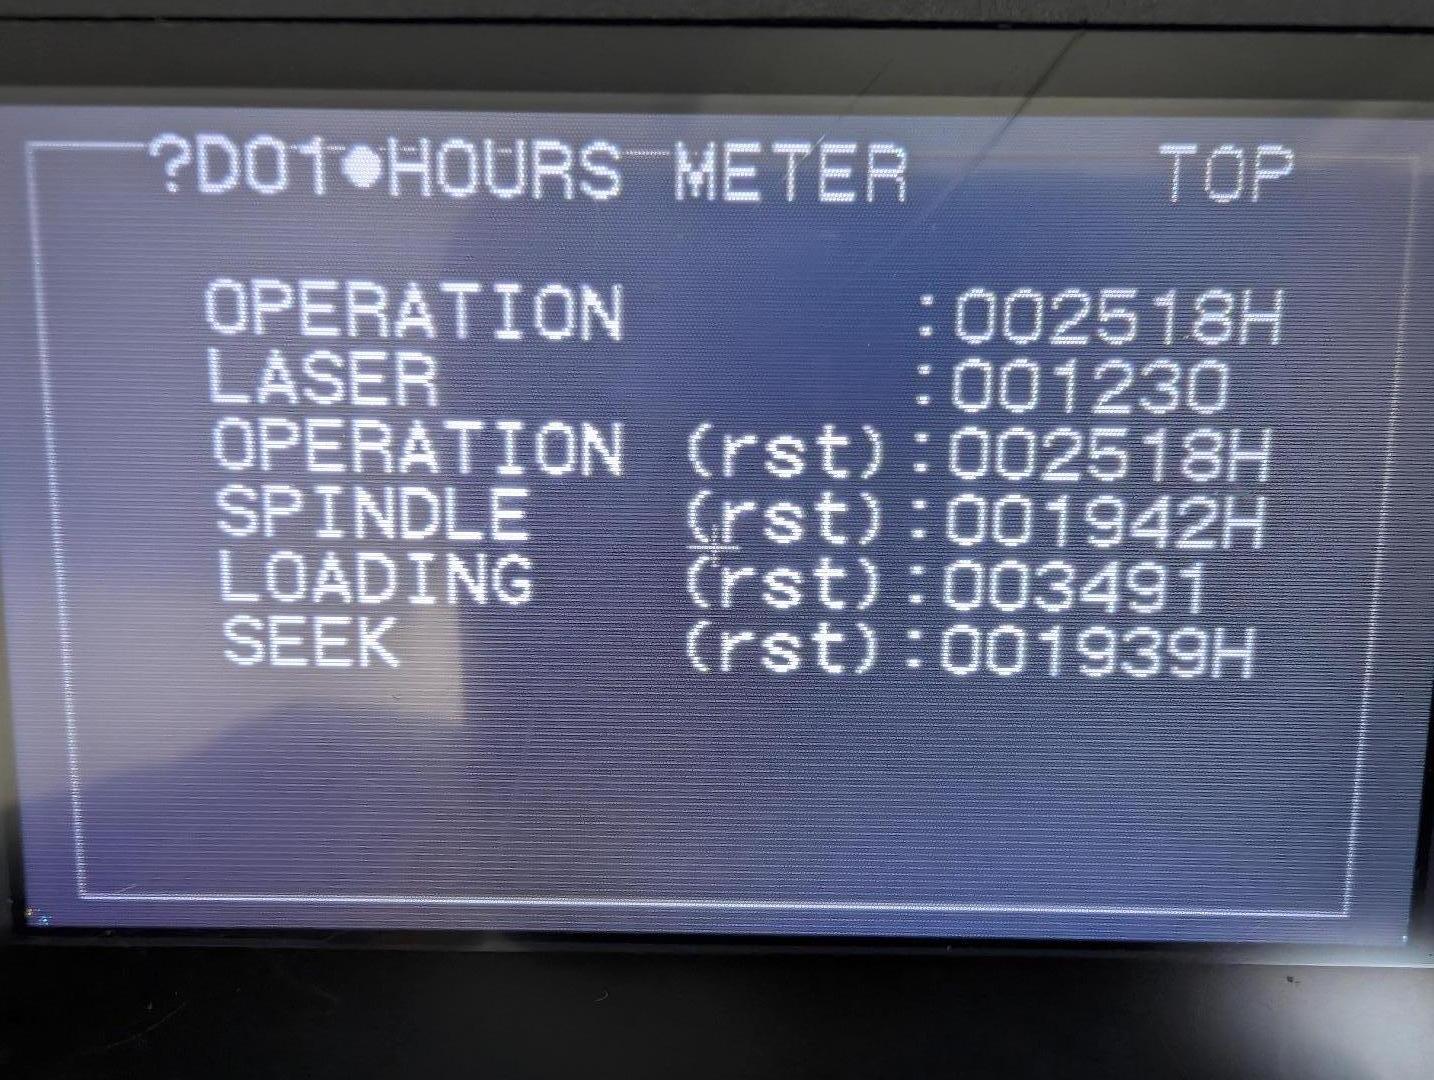 ?D01●HOURS METER TOP
OPERATION :002518H
LASER :001230
OPERATION (rst):002518H
SPINDLE (rst):001942H
LOADING (rst):003491
SEEK (rst):001939H